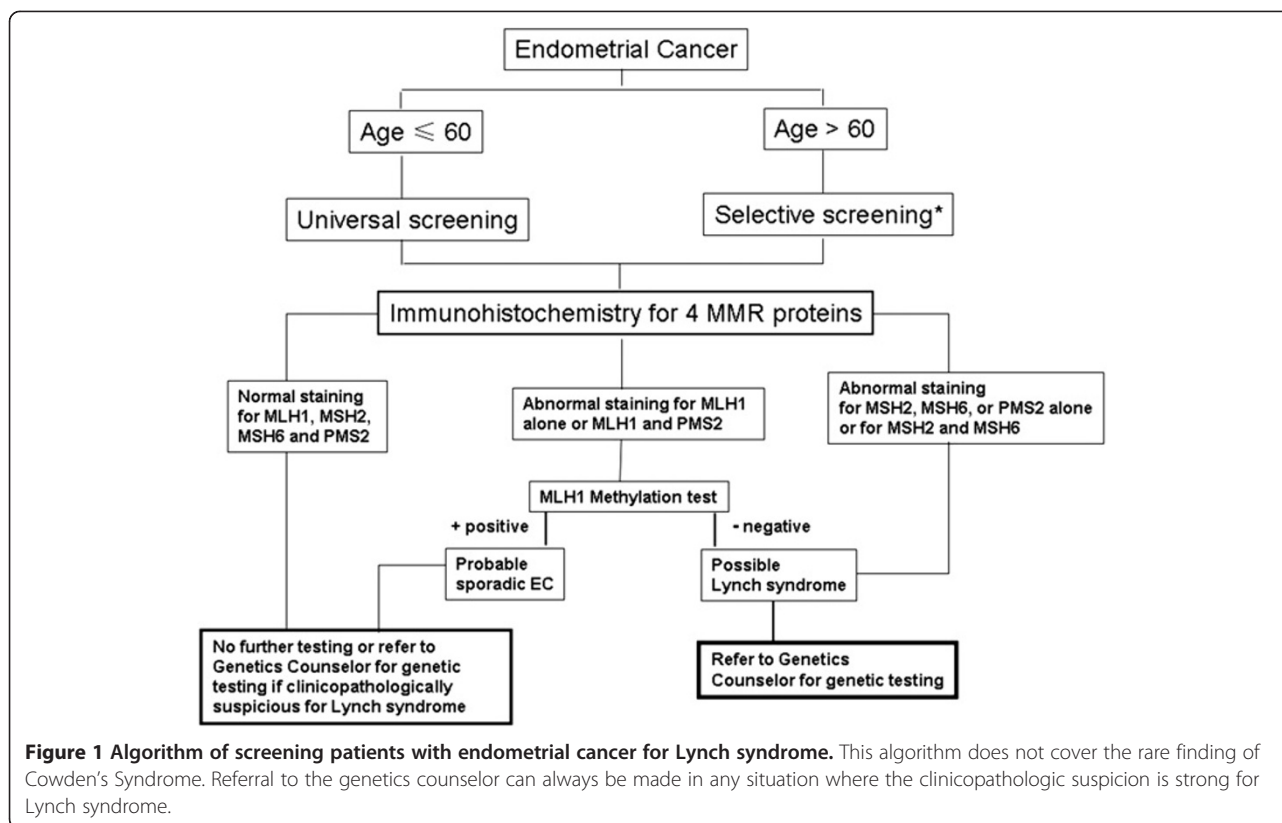 Endometrial Cancer
Age ≤ 60
Age > 60
Universal screening
Selective screening*
Immunohistochemistry for 4 MMR proteins
Normal staining
for MLH1, MSH2,
MSH6 and PMS2
Abnormal staining for MLH1
alone or MLH1 and PMS2
Abnormal staining
for MSH2, MSH6, or PMS2 alone
or for MSH2 and MSH6
MLH1 Methylation test
+ positive
- negative
Probable
sporadic EC
Possible
Lynch syndrome
No further testing or refer to
Genetics Counselor for genetic
testing if clinicopathologically
suspicious for Lynch syndrome
Refer to Genetics
Counselor for genetic testing
Figure 1 Algorithm of screening patients with endometrial cancer for Lynch syndrome. This algorithm does not cover the rare finding of
Cowden's Syndrome. Referral to the genetics counselor can always be made in any situation where the clinicopathologic suspicion is strong for
Lynch syndrome.